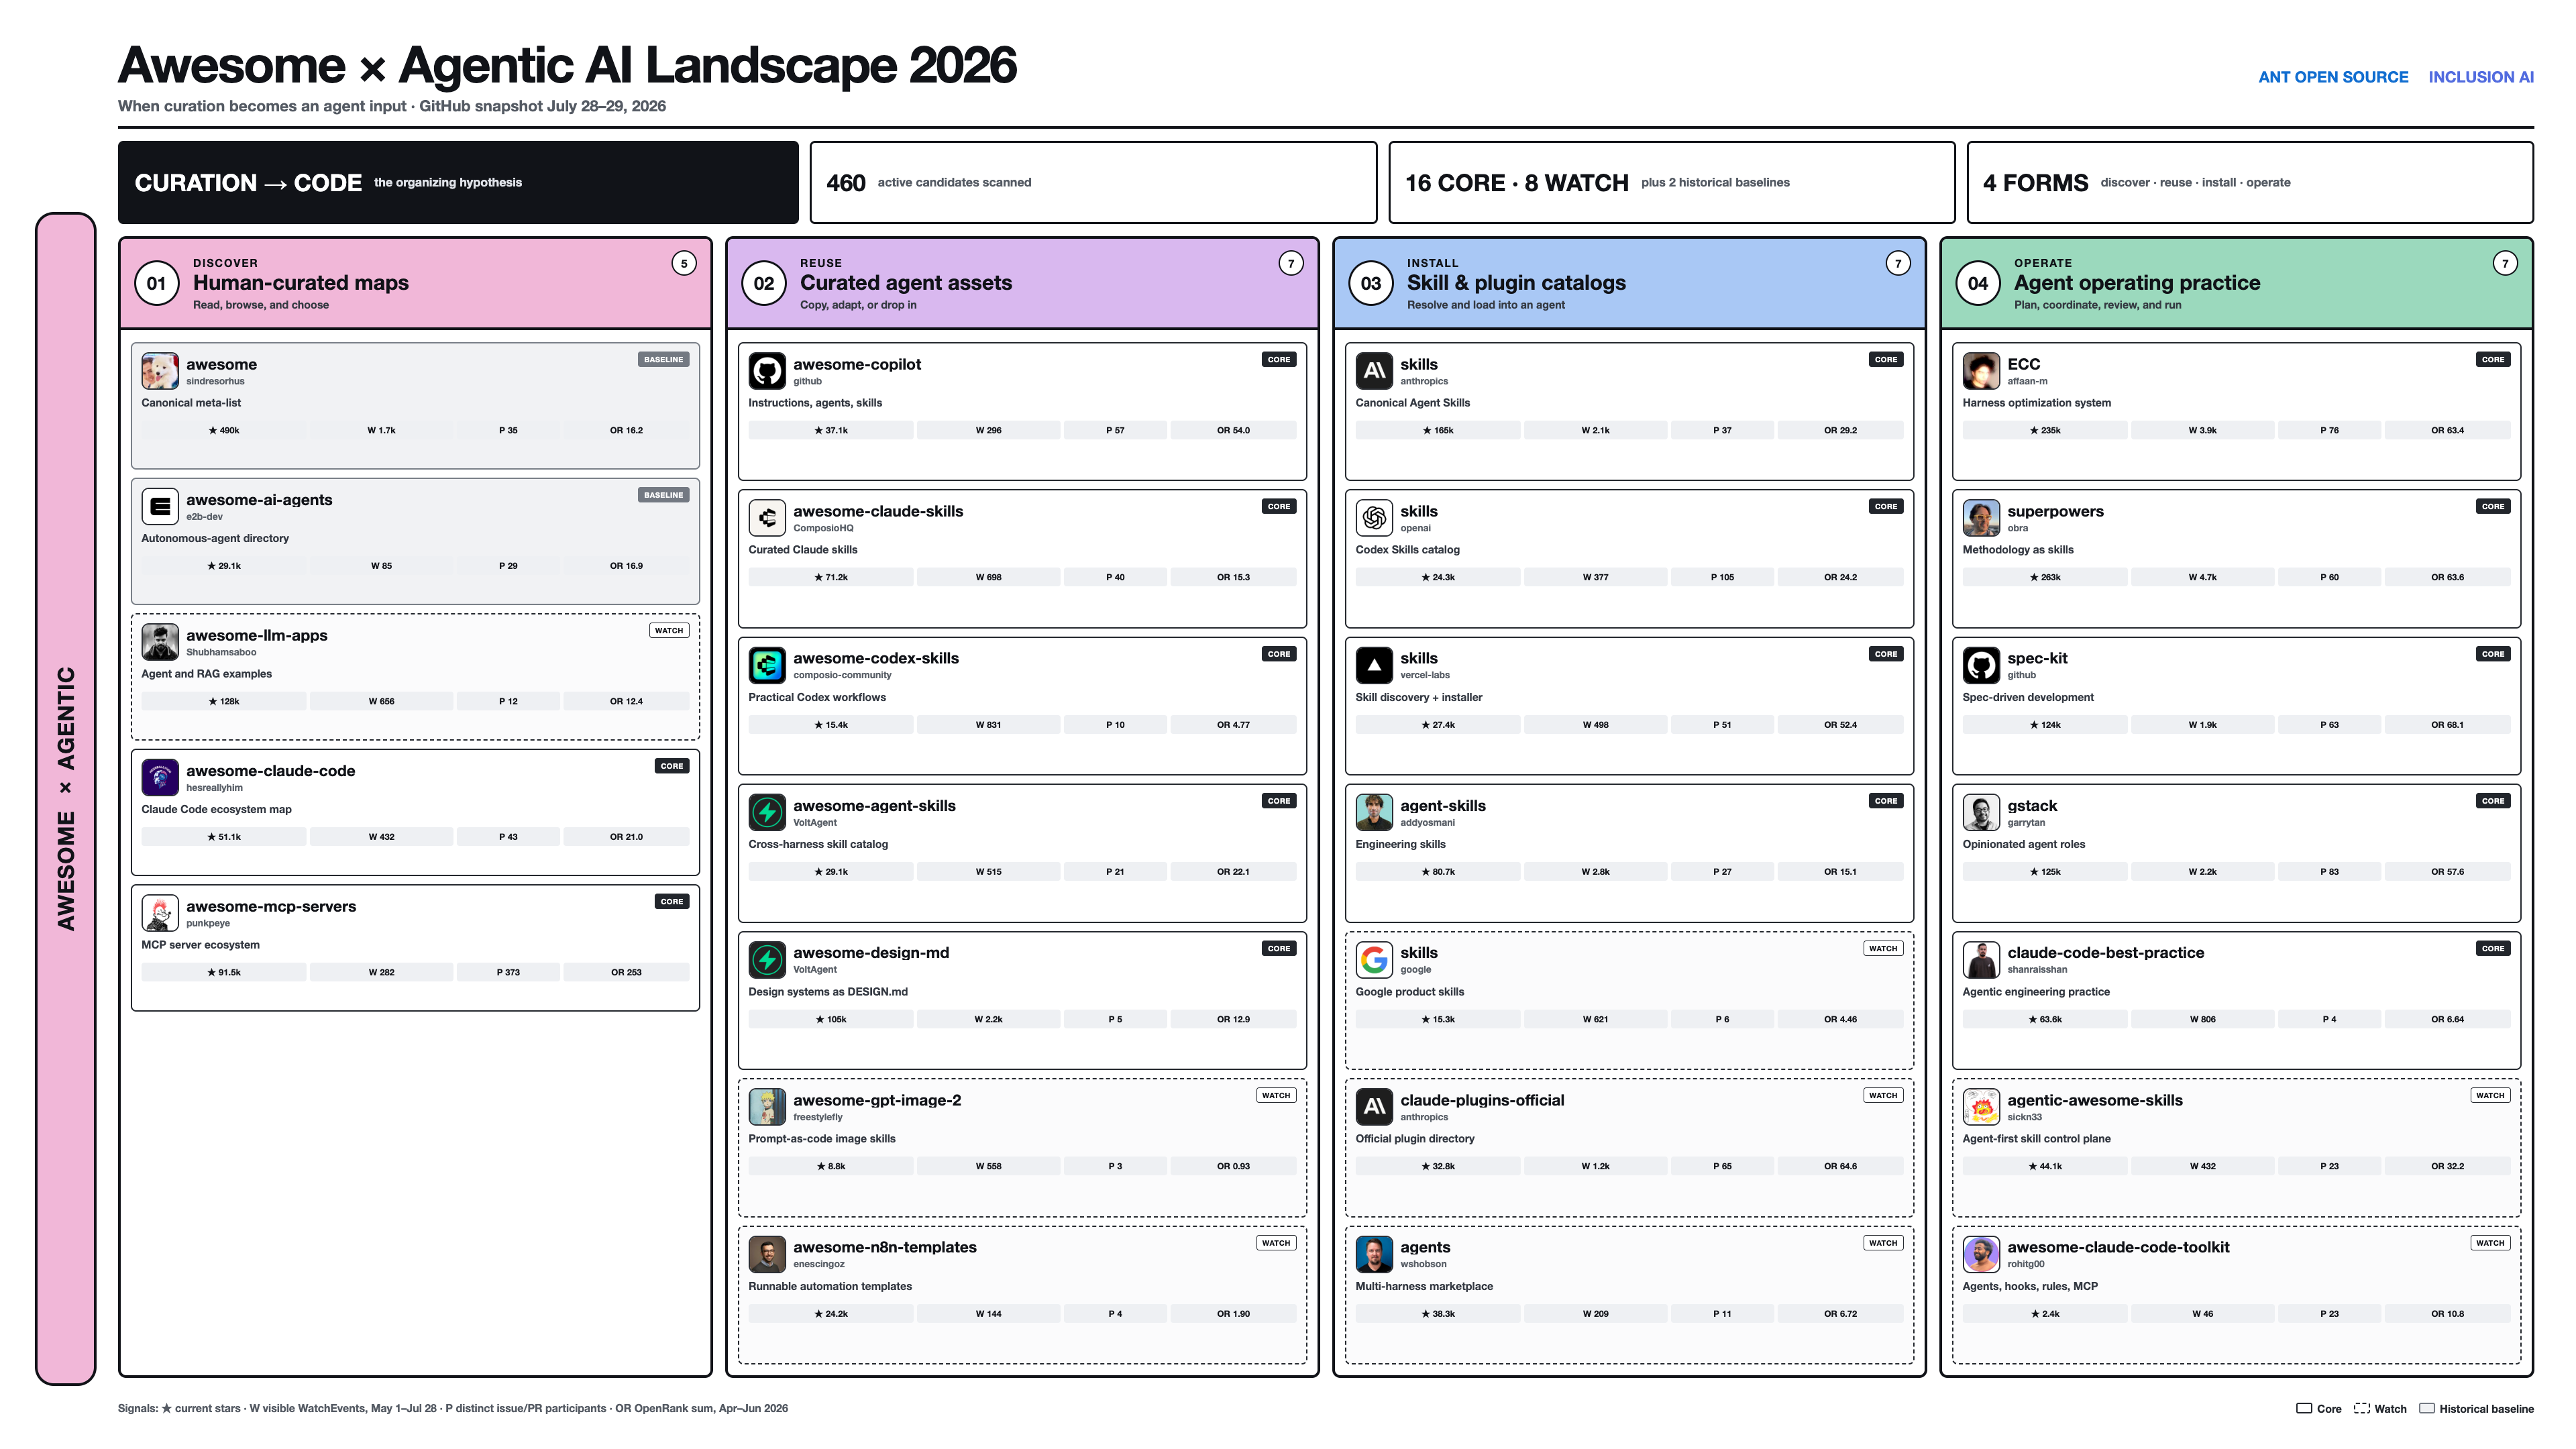 Awesome × Agentic AI Landscape 2026
When curation becomes an agent input · GitHub snapshot July 28–29, 2026
ANT OPEN SOURCE INCLUSION AI
CURATION → CODE the organizing hypothesis
460 active candidates scanned
16 CORE · 8 WATCH plus 2 historical baselines
4 FORMS discover · reuse · install · operate
AWESOME × AGENTIC
01
DISCOVER
Human-curated maps
Read, browse, and choose
5
awesome
sindresorhus
BASELINE
Canonical meta-list
★ 490k W 1.7k P 35 OR 16.2
awesome-ai-agents
e2b-dev
BASELINE
Autonomous-agent directory
★ 29.1k W 85 P 29 OR 16.9
awesome-llm-apps
Shubhamsaboo
WATCH
Agent and RAG examples
★ 128k W 656 P 12 OR 12.4
awesome-claude-code
hesreallyhim
CORE
Claude Code ecosystem map
★ 51.1k W 432 P 43 OR 21.0
awesome-mcp-servers
punkpeye
CORE
MCP server ecosystem
★ 91.5k W 282 P 373 OR 253
02
REUSE
Curated agent assets
Copy, adapt, or drop in
7
awesome-copilot
github
CORE
Instructions, agents, skills
★ 37.1k W 296 P 57 OR 54.0
awesome-claude-skills
ComposioHQ
CORE
Curated Claude skills
★ 71.2k W 698 P 40 OR 15.3
awesome-codex-skills
composio-community
CORE
Practical Codex workflows
★ 15.4k W 831 P 10 OR 4.77
awesome-agent-skills
VoltAgent
CORE
Cross-harness skill catalog
★ 29.1k W 515 P 21 OR 22.1
awesome-design-md
VoltAgent
CORE
Design systems as DESIGN.md
★ 105k W 2.2k P 5 OR 12.9
awesome-gpt-image-2
freestylefly
WATCH
Prompt-as-code image skills
★ 8.8k W 558 P 3 OR 0.93
awesome-n8n-templates
enescingoz
WATCH
Runnable automation templates
★ 24.2k W 144 P 4 OR 1.90
03
INSTALL
Skill & plugin catalogs
Resolve and load into an agent
7
skills
anthropics
CORE
Canonical Agent Skills
★ 165k W 2.1k P 37 OR 29.2
skills
openai
CORE
Codex Skills catalog
★ 24.3k W 377 P 105 OR 24.2
skills
vercel-labs
CORE
Skill discovery + installer
★ 27.4k W 498 P 51 OR 52.4
agent-skills
addyosmani
CORE
Engineering skills
★ 80.7k W 2.8k P 27 OR 15.1
skills
google
WATCH
Google product skills
★ 15.3k W 621 P 6 OR 4.46
claude-plugins-official
anthropics
WATCH
Official plugin directory
★ 32.8k W 1.2k P 65 OR 64.6
agents
wshobson
WATCH
Multi-harness marketplace
★ 38.3k W 209 P 11 OR 6.72
04
OPERATE
Agent operating practice
Plan, coordinate, review, and run
7
ECC
affaan-m
CORE
Harness optimization system
★ 235k W 3.9k P 76 OR 63.4
superpowers
obra
CORE
Methodology as skills
★ 263k W 4.7k P 60 OR 63.6
spec-kit
github
CORE
Spec-driven development
★ 124k W 1.9k P 63 OR 68.1
gstack
garrytan
CORE
Opinionated agent roles
★ 125k W 2.2k P 83 OR 57.6
claude-code-best-practice
shanraisshan
CORE
Agentic engineering practice
★ 63.6k W 806 P 4 OR 6.64
agentic-awesome-skills
sickn33
WATCH
Agent-first skill control plane
★ 44.1k W 432 P 23 OR 32.2
awesome-claude-code-toolkit
rohitg00
WATCH
Agents, hooks, rules, MCP
★ 2.4k W 46 P 23 OR 10.8
Signals: ★ current stars · W visible WatchEvents, May 1–Jul 28 · P distinct issue/PR participants · OR OpenRank sum, Apr–Jun 2026
Core Watch Historical baseline